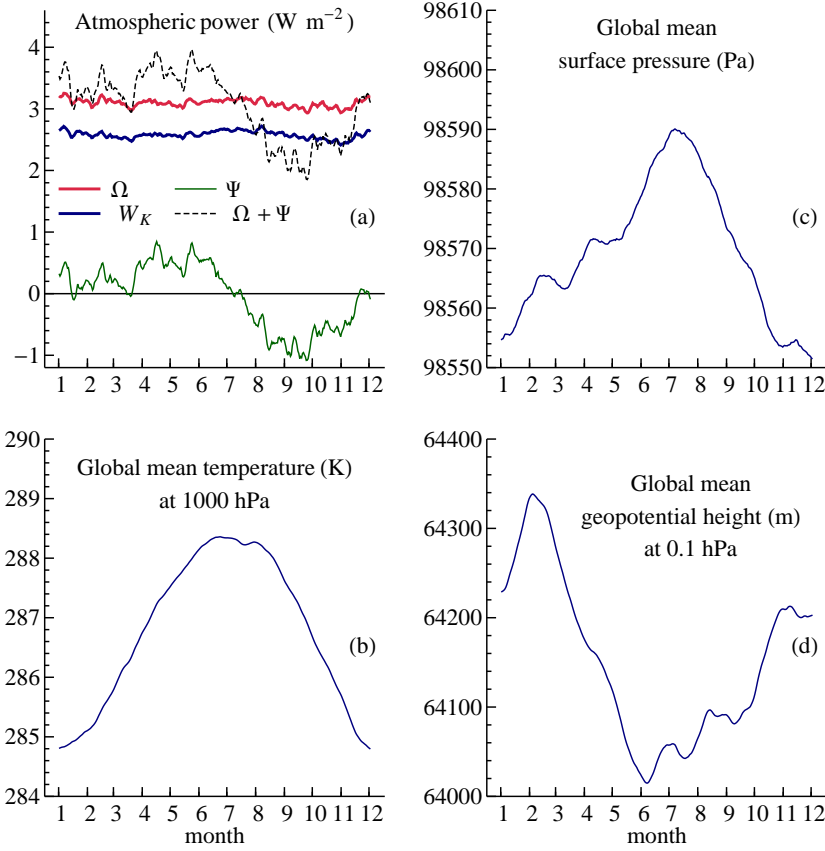 Atmospheric power (W m−2)
4
3
2
1
0
−1
Ω
Ψ
W_K
Ω + Ψ
(a)
1 2 3 4 5 6 7 8 9 10 11 12
98610
98600
98590
98580
98570
98560
98550
Global mean
surface pressure (Pa)
(c)
1 2 3 4 5 6 7 8 9 10 11 12
290
289
288
287
286
285
284
Global mean temperature (K)
at 1000 hPa
(b)
1 2 3 4 5 6 7 8 9 10 11 12
month
64400
64300
64200
64100
64000
Global mean
geopotential height (m)
at 0.1 hPa
(d)
1 2 3 4 5 6 7 8 9 10 11 12
month